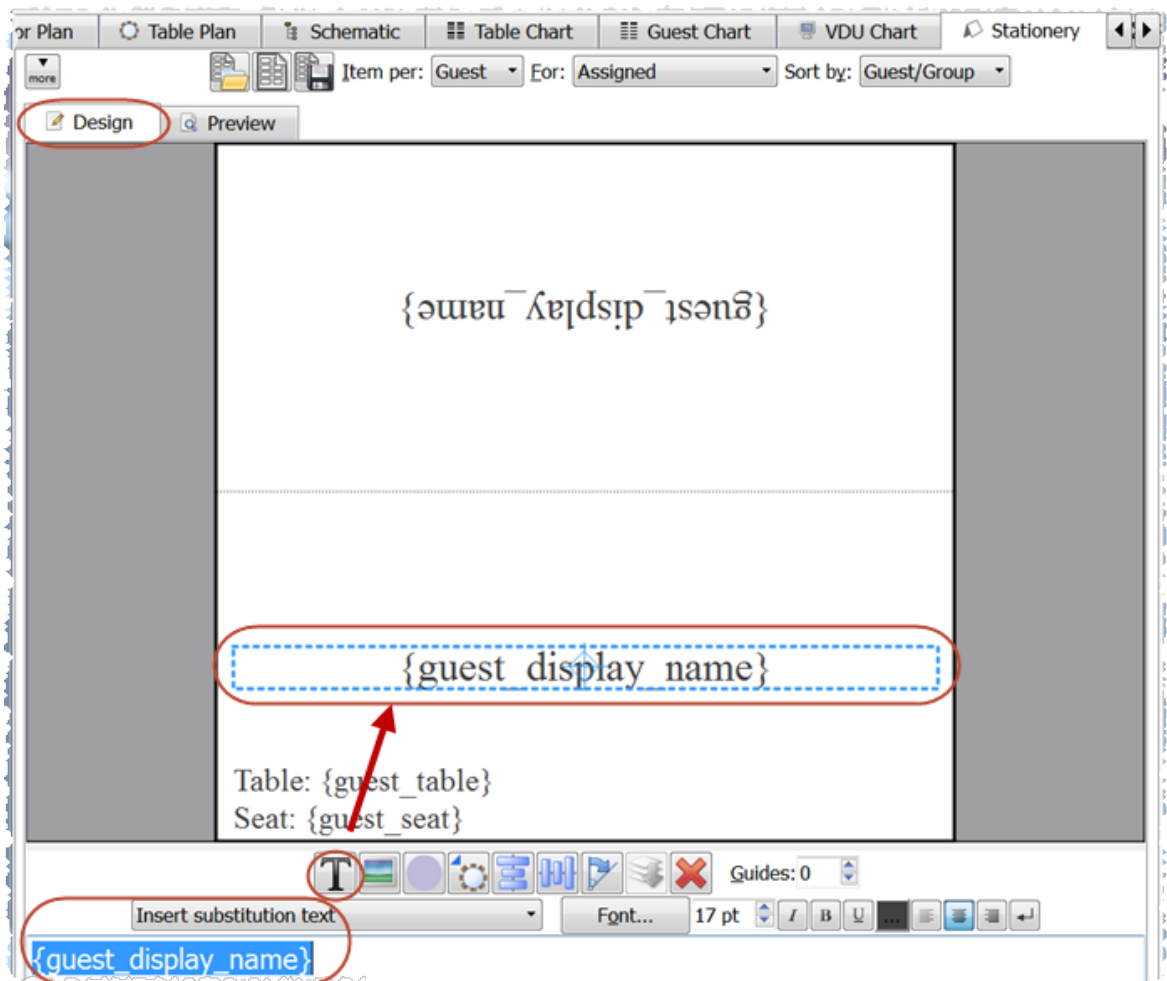 or Plan Table Plan Schematic Table Chart Guest Chart VDU Chart Stationery
more Item per: Guest For: Assigned Sort by: Guest/Group
Design Preview
{guest_display_name}
{guest_display_name}
Table: {guest_table}
Seat: {guest_seat}
T Guides: 0
Insert substitution text Font... 17 pt I B U ...
{guest_display_name}